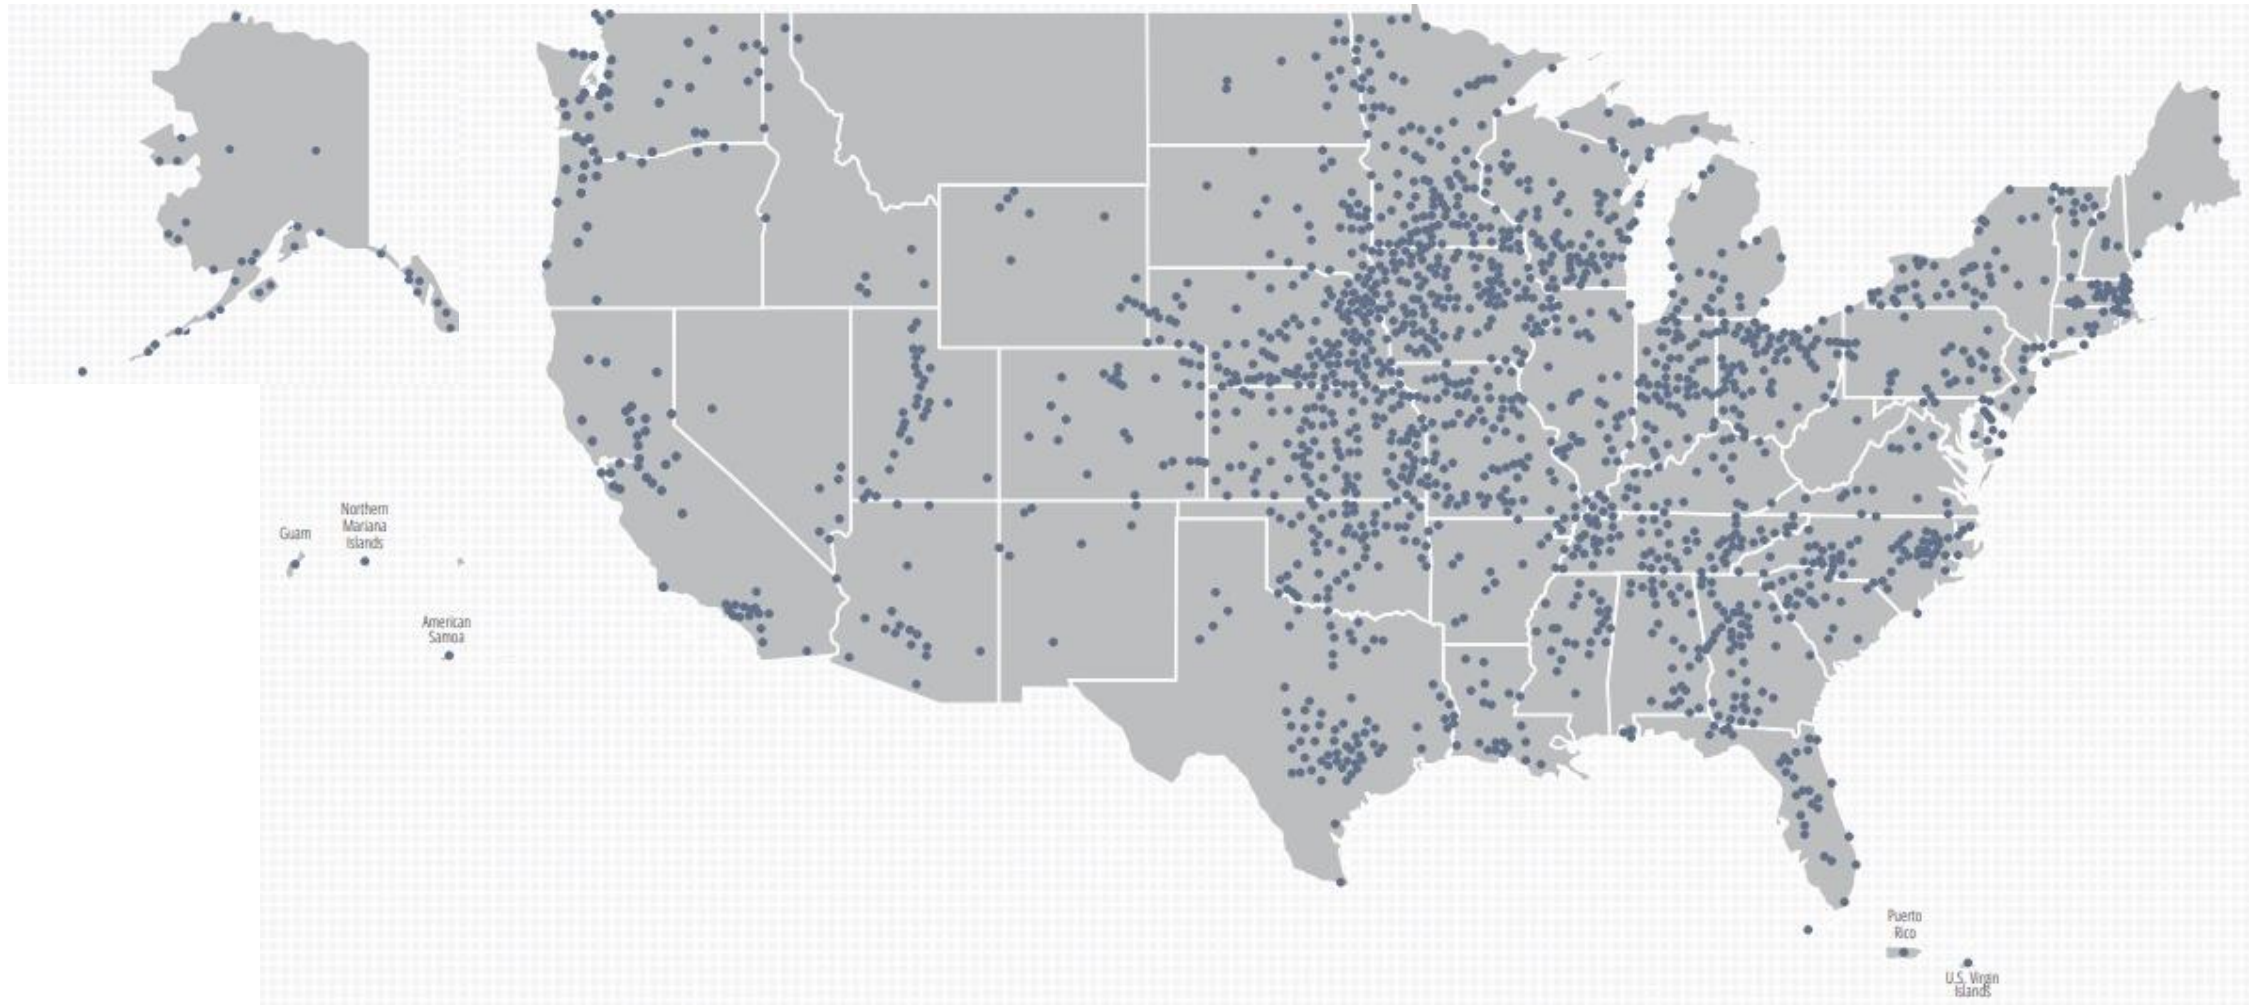 Northern
Mariana
Islands
Guam
American
Samoa
Puerto
Rico
U.S. Virgin
Islands